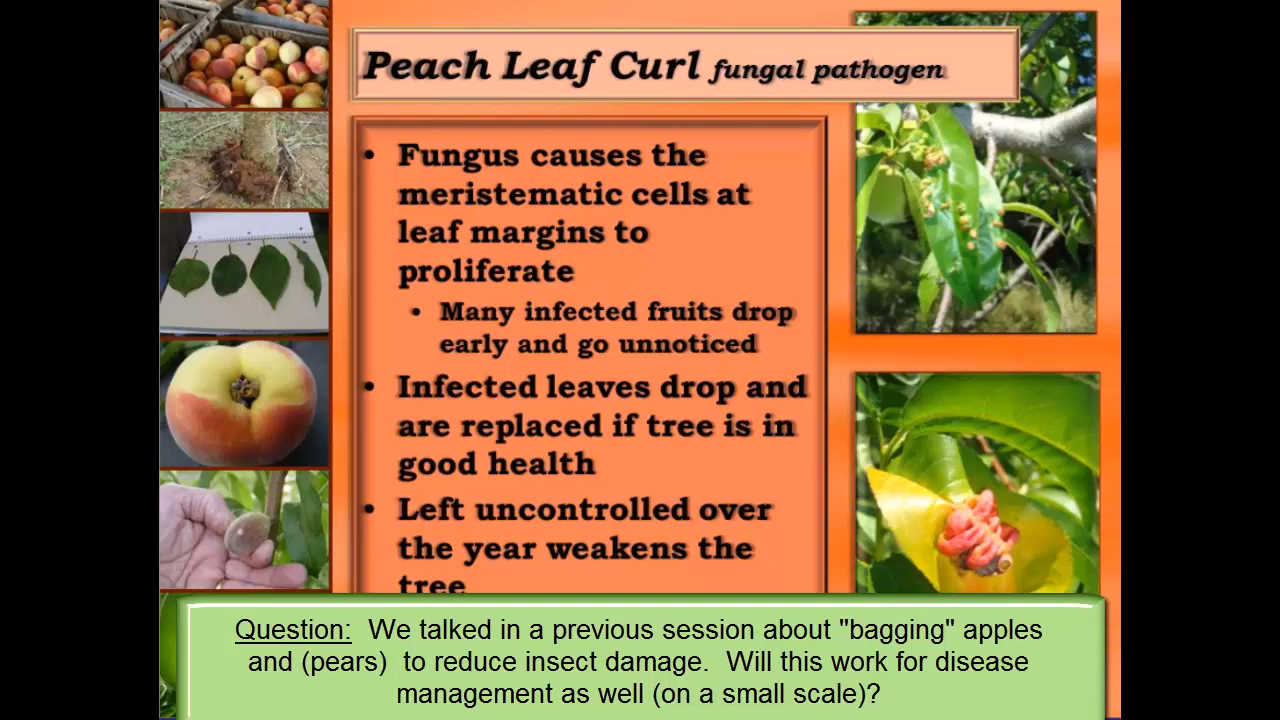 Peach Leaf Curl fungal pathogen
• Fungus causes the
meristematic cells at
leaf margins to
proliferate
• Many infected fruits drop
early and go unnoticed
• Infected leaves drop and
are replaced if tree is in
good health
• Left uncontrolled over
the year weakens the
tree
Question:  We talked in a previous session about "bagging" apples
and (pears)  to reduce insect damage.  Will this work for disease
management as well (on a small scale)?